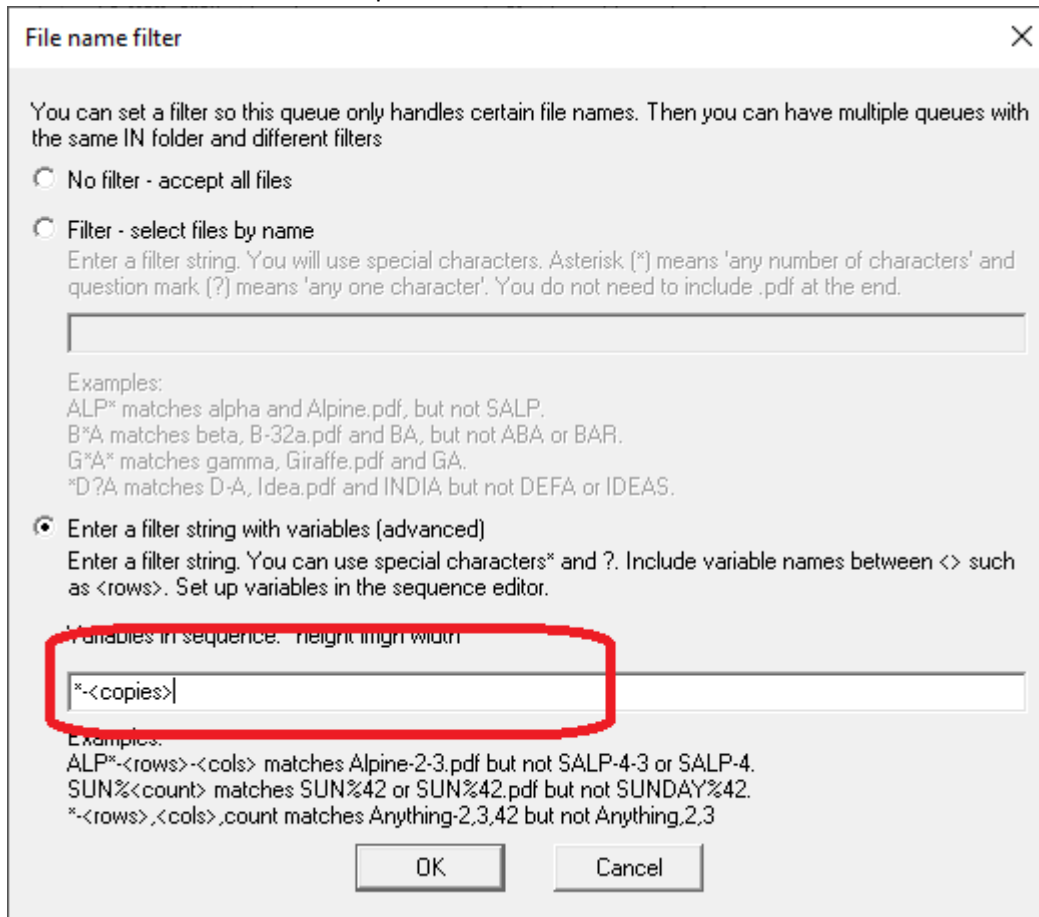 File name filter
You can set a filter so this queue only handles certain file names. Then you can have multiple queues with
the same IN folder and different filters
No filter - accept all files
Filter - select files by name
Enter a filter string. You will use special characters. Asterisk (*) means 'any number of characters' and
question mark (?) means 'any one character'. You do not need to include .pdf at the end.
Examples:
ALP* matches alpha and Alpine.pdf, but not SALP.
B*A matches beta, B-32a.pdf and BA, but not ABA or BAR.
G*A* matches gamma, Giraffe.pdf and GA.
*D?A matches D-A, Idea.pdf and INDIA but not DEFA or IDEAS.
Enter a filter string with variables (advanced)
Enter a filter string. You can use special characters* and ?. Include variable names between <> such
as <rows>. Set up variables in the sequence editor.
Variables in sequence: height imgn width
*-<copies>
Examples:
ALP*-<rows>-<cols> matches Alpine-2-3.pdf but not SALP-4-3 or SALP-4.
SUN%<count> matches SUN%42 or SUN%42.pdf but not SUNDAY%42.
*-<rows>,<cols>,count matches Anything-2,3,42 but not Anything,2,3
OK Cancel